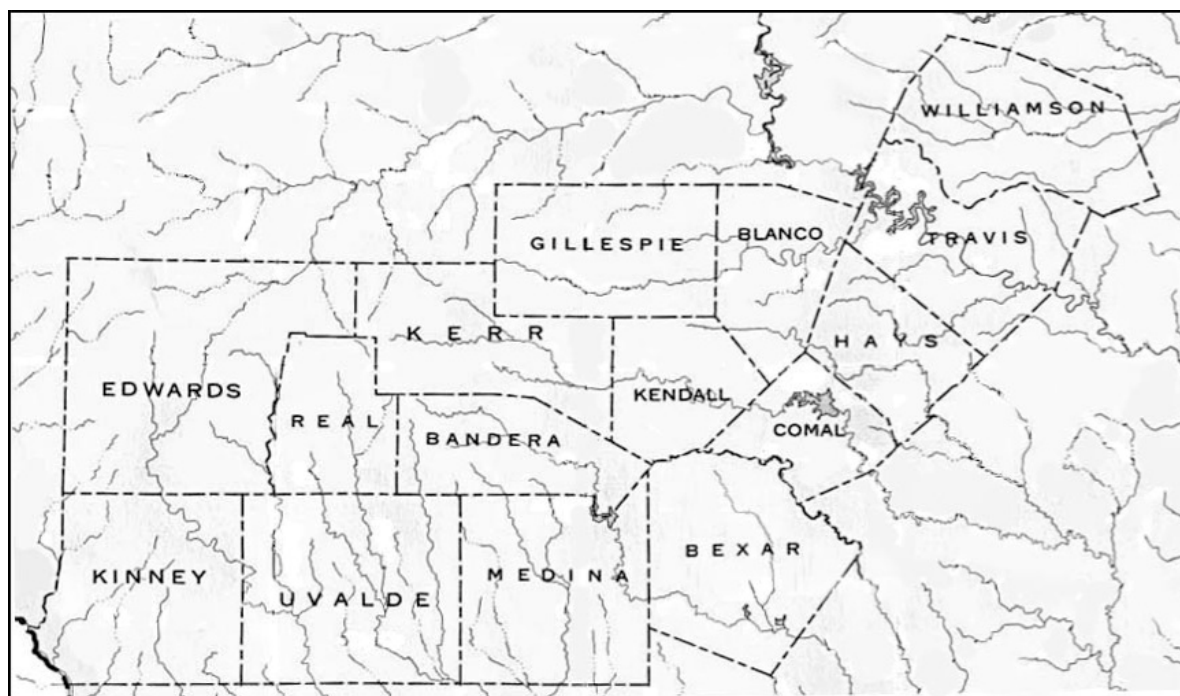 WILLIAMSON
GILLESPIE
BLANCO
TRAVIS
KERR
HAYS
EDWARDS
REAL
KENDALL
BANDERA
COMAL
KINNEY
UVALDE
MEDINA
BEXAR